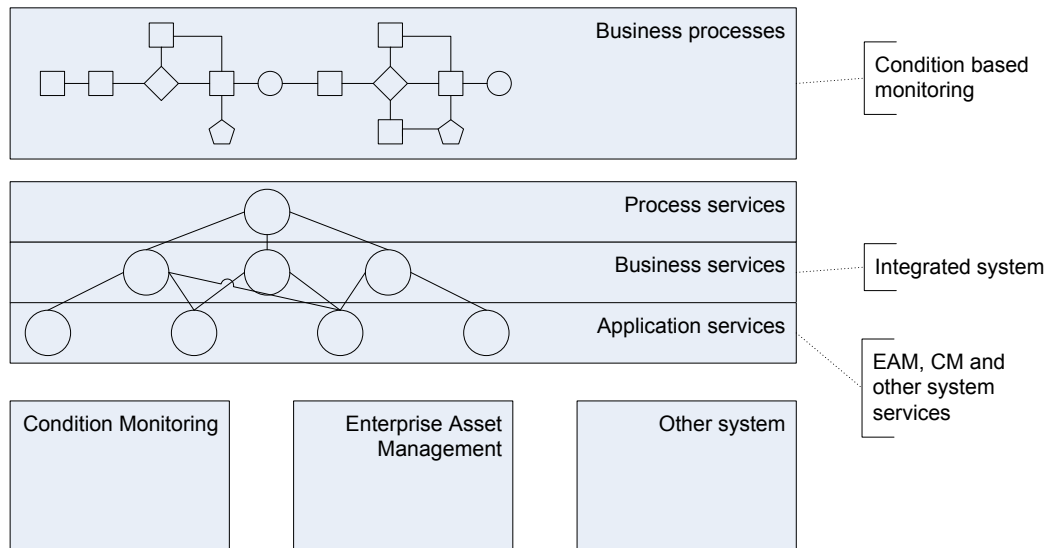 Business processes
Condition based
monitoring
Process services
Business services
Integrated system
Application services
EAM, CM and
other system
services
Condition Monitoring
Enterprise Asset
Management
Other system